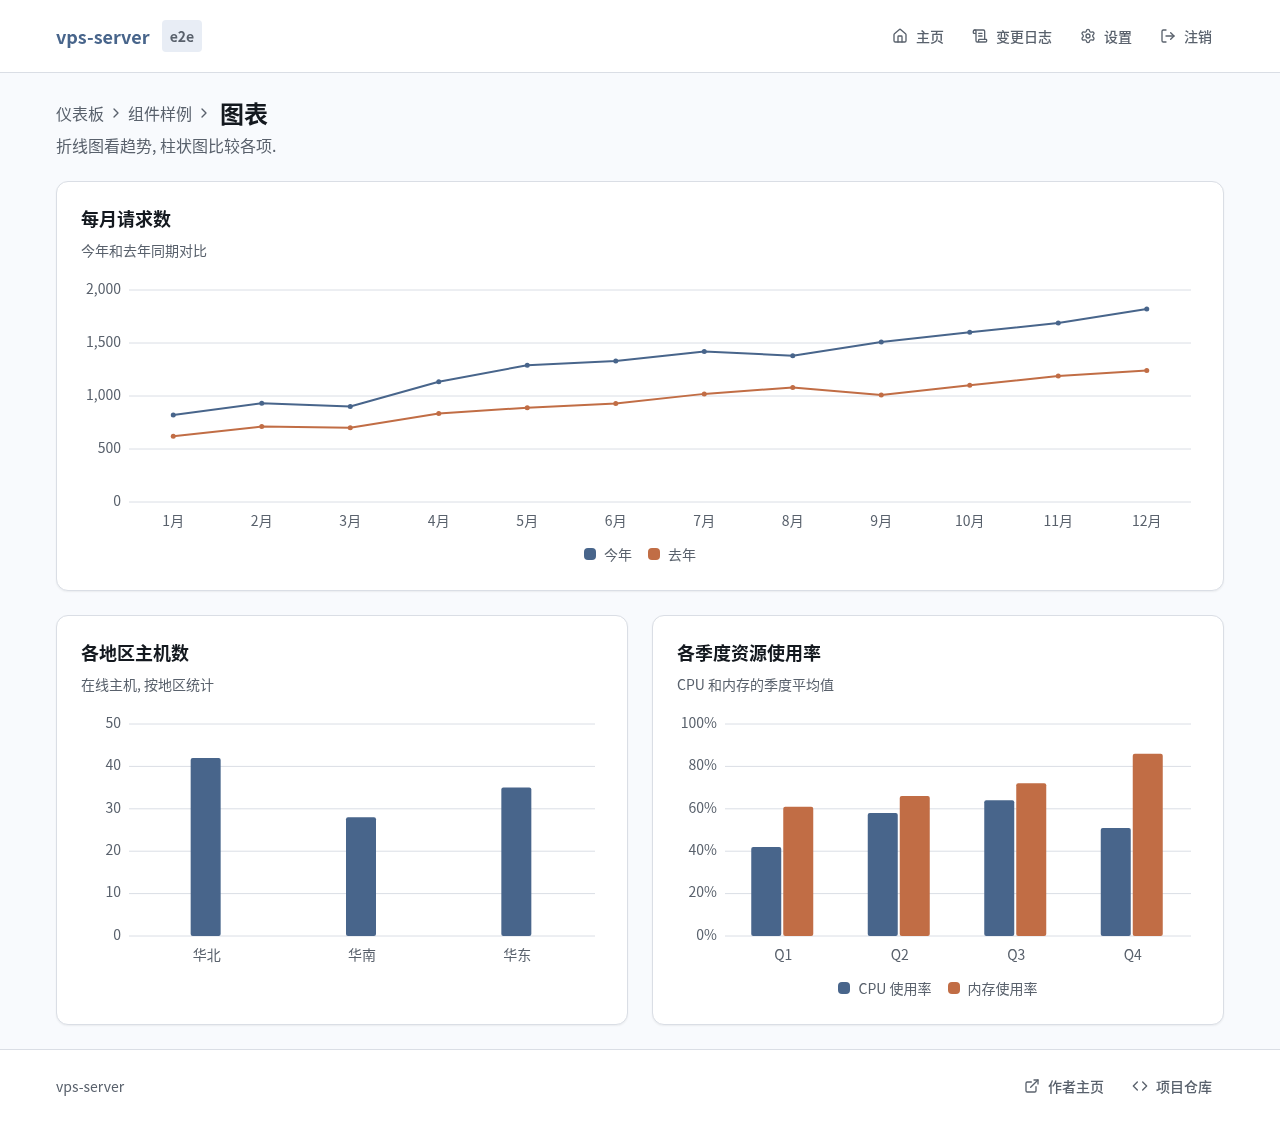 vps-server e2e 主页 变更日志 设置 注销
仪表板 组件样例 图表
折线图看趋势, 柱状图比较各项.
每月请求数
今年和去年同期对比
2,000
1,500
1,000
500
0
1月 2月 3月 4月 5月 6月 7月 8月 9月 10月 11月 12月
今年 去年
各地区主机数
在线主机, 按地区统计
50
40
30
20
10
0
华北 华南 华东
各季度资源使用率
CPU 和内存的季度平均值
100%
80%
60%
40%
20%
0%
Q1 Q2 Q3 Q4
CPU 使用率 内存使用率
vps-server 作者主页 项目仓库